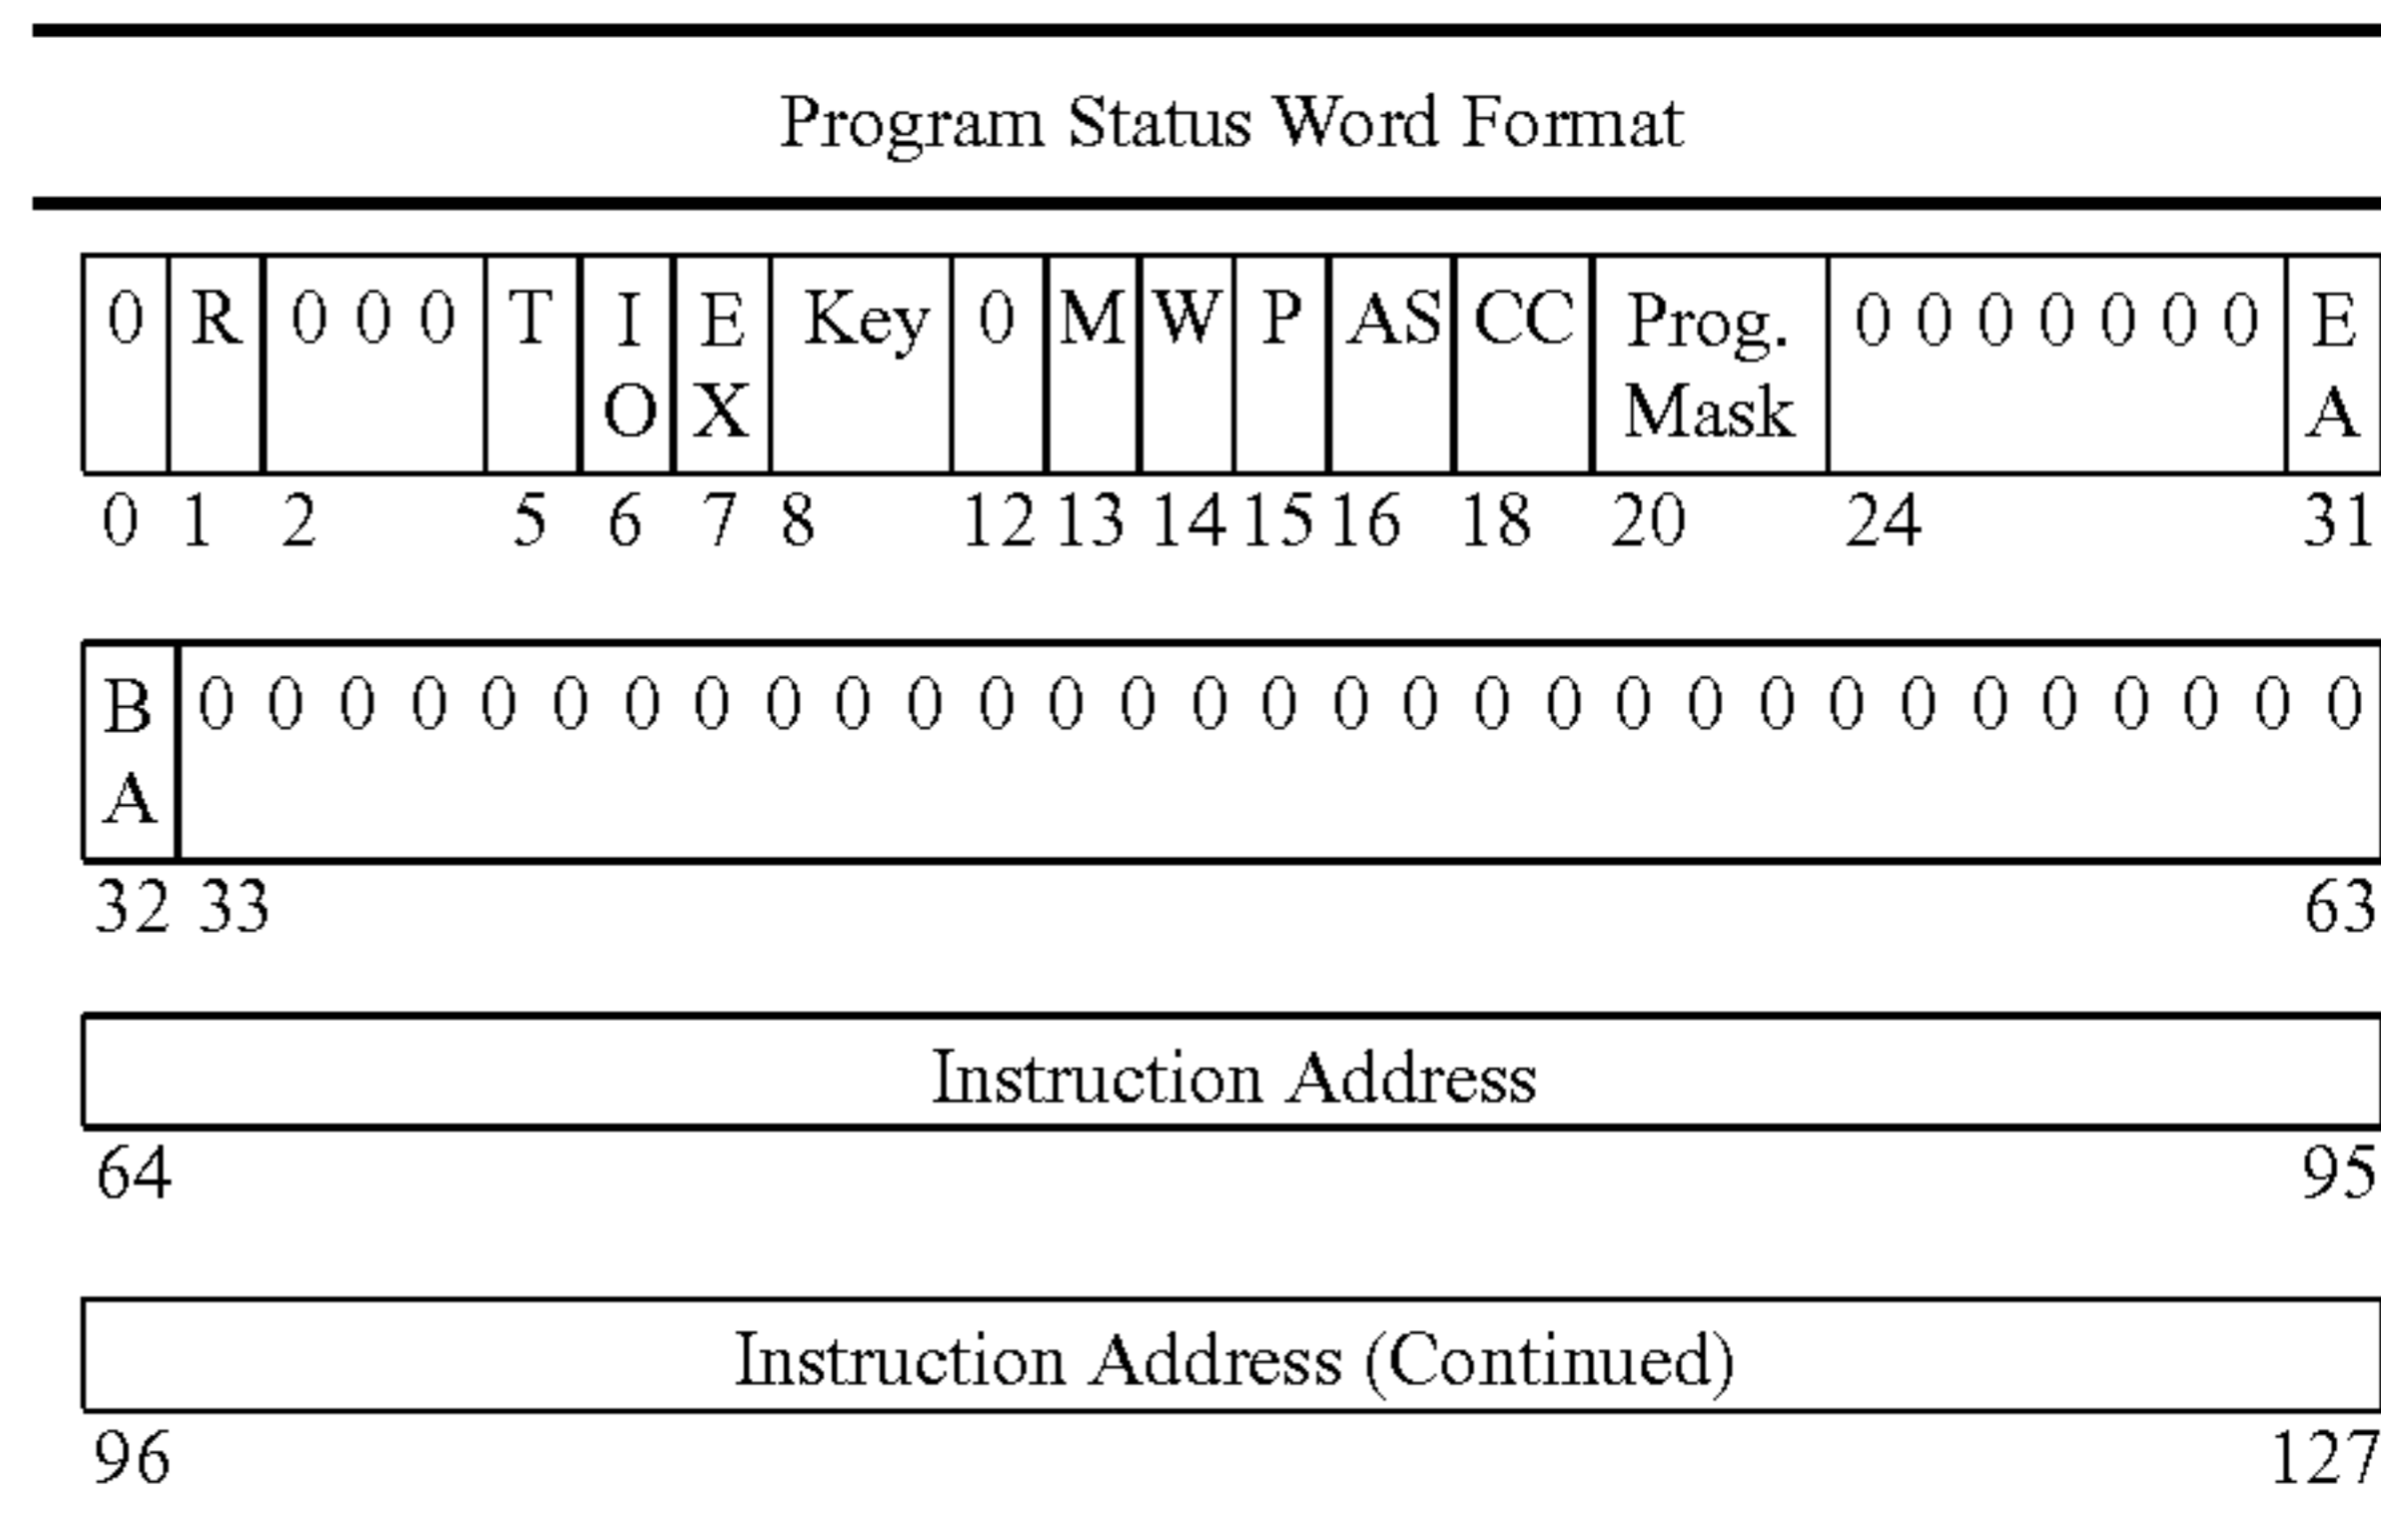 Program Status Word Format
0 R 0 0 0 T I E Key 0 M W P AS CC Prog. 0 0 0 0 0 0 0 E
O X Mask A
0 1 2 5 6 7 8 12 13 14 15 16 18 20 24 31
B 0 0 0 0 0 0 0 0 0 0 0 0 0 0 0 0 0 0 0 0 0 0 0 0 0 0 0 0 0 0 0
A
32 33 63
Instruction Address
64 95
Instruction Address (Continued)
96 127